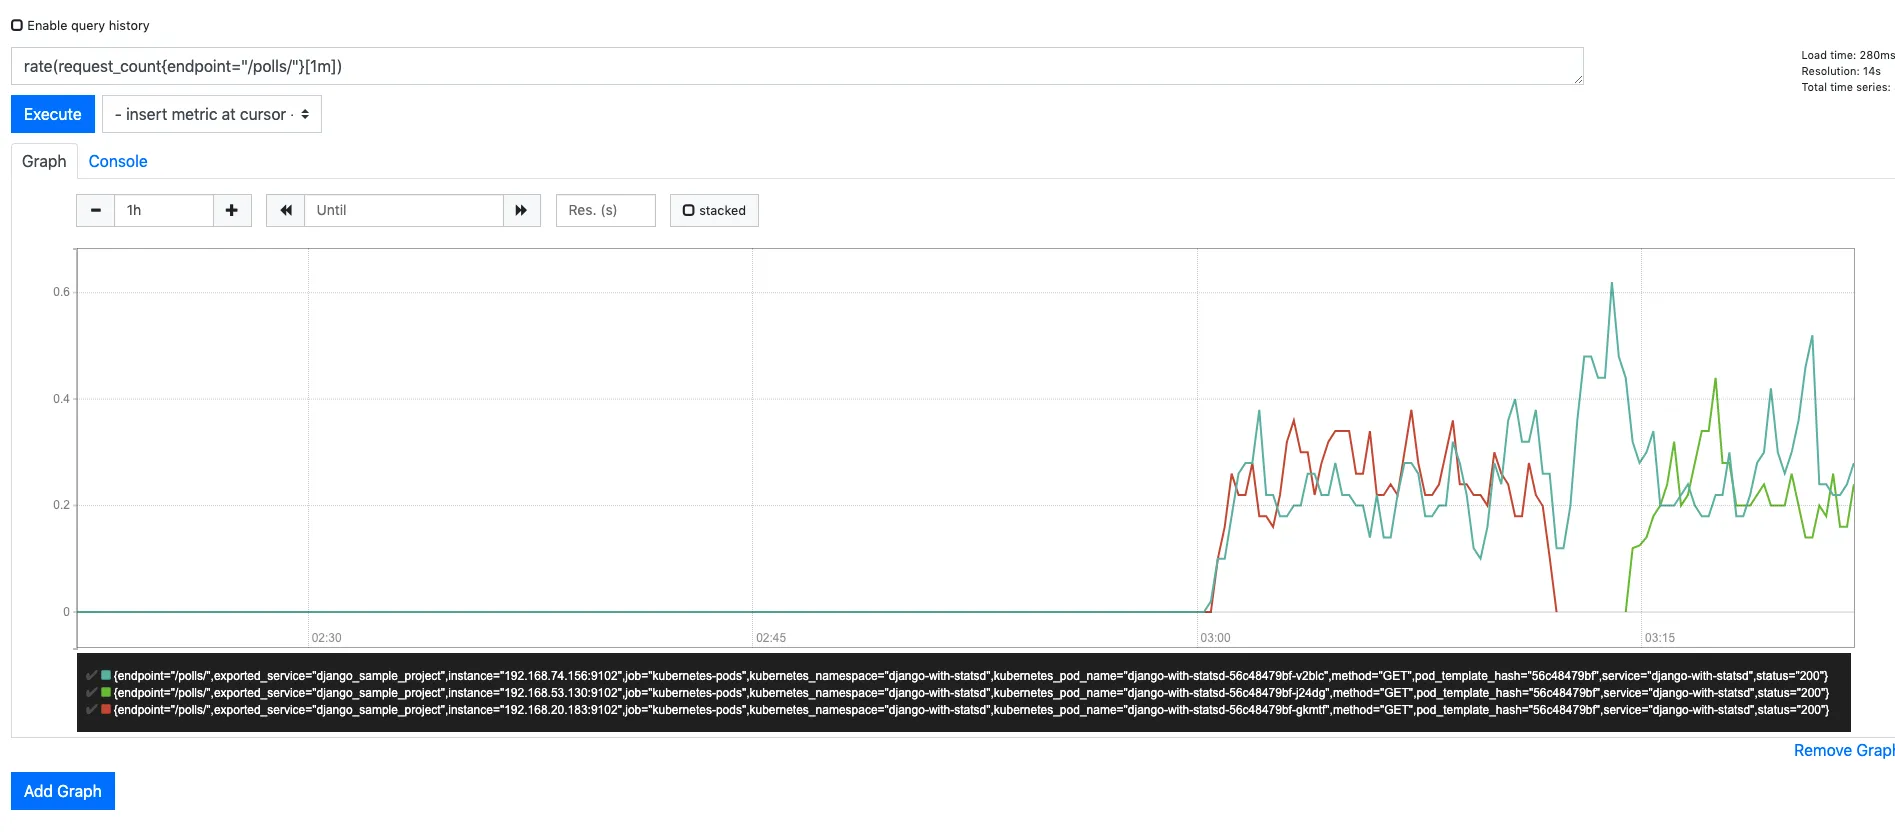 Enable query history
rate(request_count{endpoint="/polls/"}[1m])
Load time: 280ms
Resolution: 14s
Total time series:
Execute
- insert metric at cursor -
Graph
Console
1h
Until
Res. (s)
stacked
0.6
0.4
0.2
0
02:30
02:45
03:00
03:15
{endpoint="/polls/",exported_service="django_sample_project",instance="192.168.74.156:9102",job="kubernetes-pods",kubernetes_namespace="django-with-statsd",kubernetes_pod_name="django-with-statsd-56c48479bf-v2blc",method="GET",pod_template_hash="56c48479bf",service="django-with-statsd",status="200"}
{endpoint="/polls/",exported_service="django_sample_project",instance="192.168.53.130:9102",job="kubernetes-pods",kubernetes_namespace="django-with-statsd",kubernetes_pod_name="django-with-statsd-56c48479bf-j24dg",method="GET",pod_template_hash="56c48479bf",service="django-with-statsd",status="200"}
{endpoint="/polls/",exported_service="django_sample_project",instance="192.168.20.183:9102",job="kubernetes-pods",kubernetes_namespace="django-with-statsd",kubernetes_pod_name="django-with-statsd-56c48479bf-gkmtf",method="GET",pod_template_hash="56c48479bf",service="django-with-statsd",status="200"}
Remove Graph
Add Graph